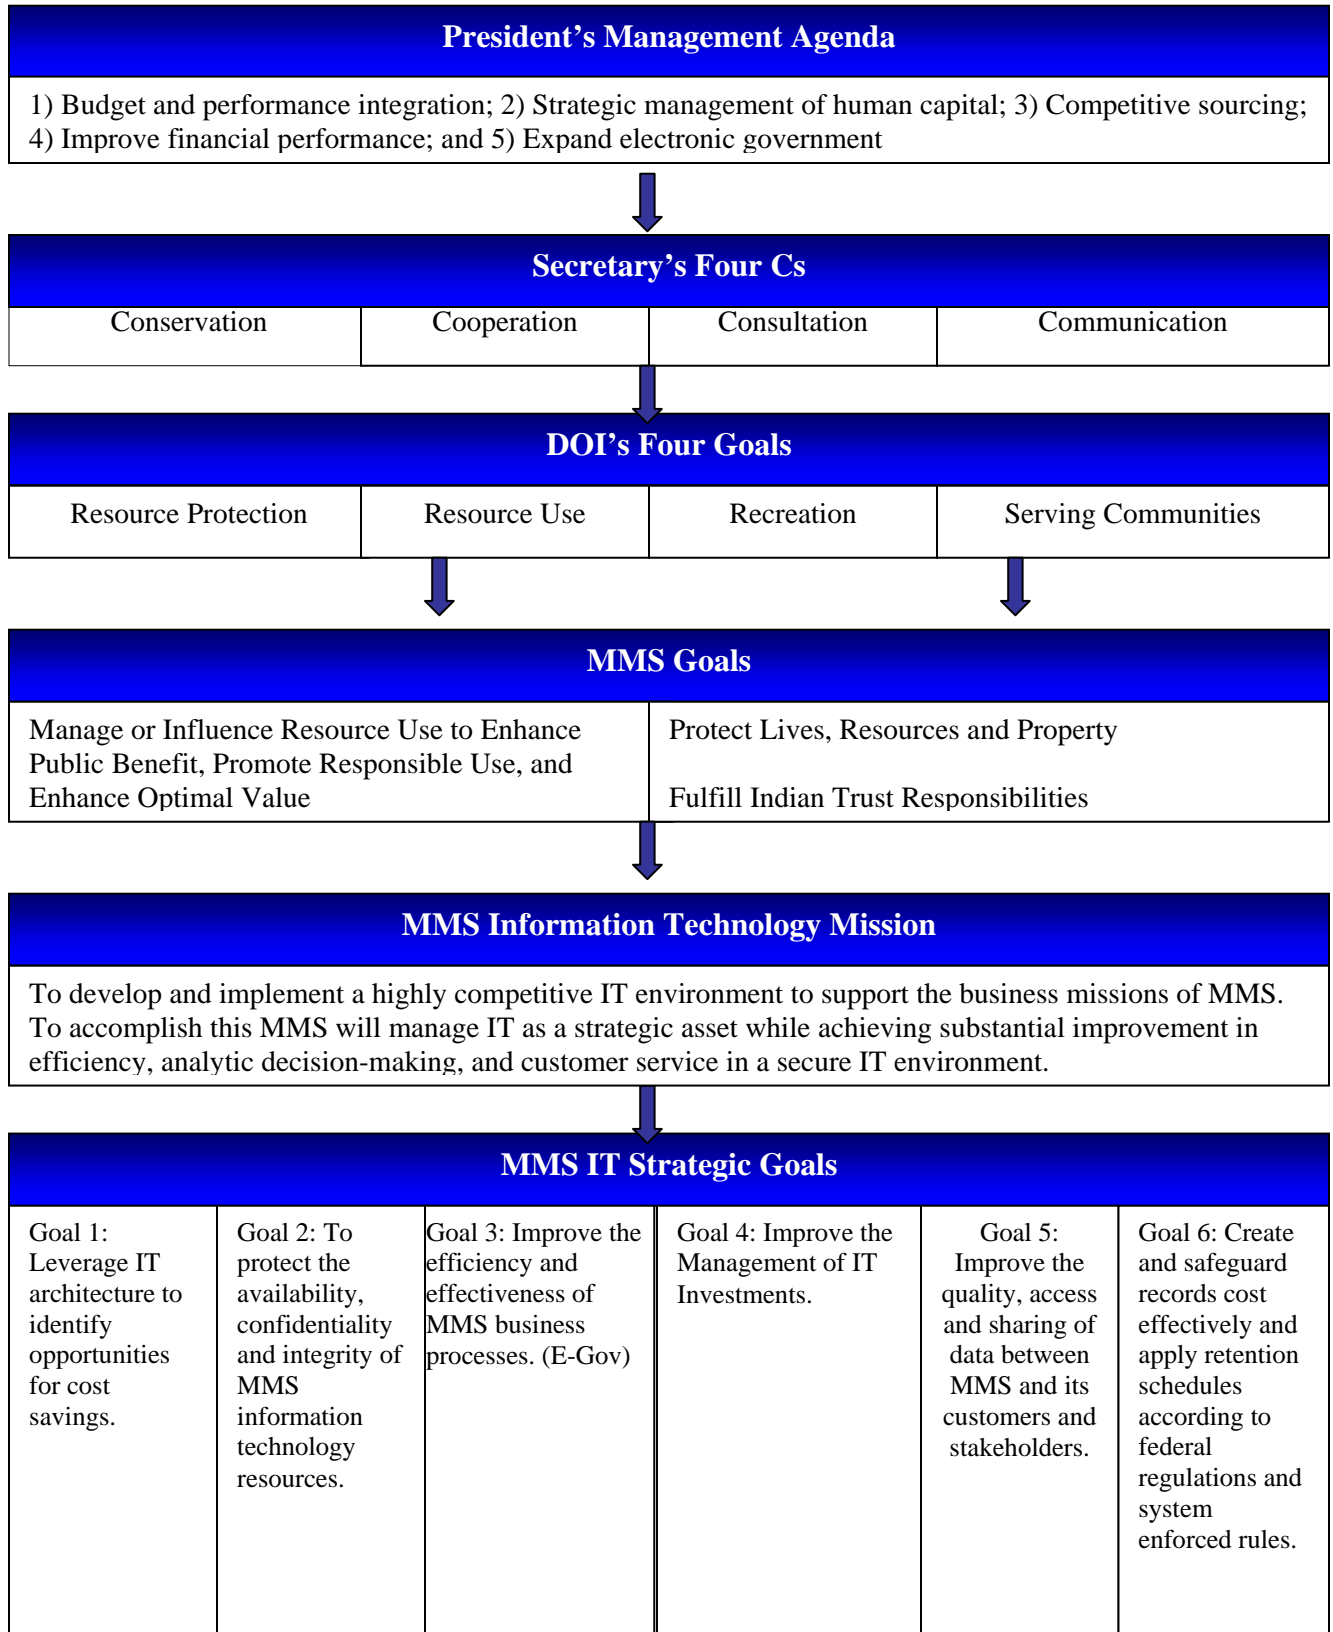 President’s Management Agenda
1) Budget and performance integration; 2) Strategic management of human capital; 3) Competitive sourcing;
4) Improve financial performance; and 5) Expand electronic government
Secretary’s Four Cs
Conservation
Cooperation
Consultation
Communication
DOI’s Four Goals
Resource Protection
Resource Use
Recreation
Serving Communities
MMS Goals
Manage or Influence Resource Use to Enhance
Public Benefit, Promote Responsible Use, and
Enhance Optimal Value
Protect Lives, Resources and Property
Fulfill Indian Trust Responsibilities
MMS Information Technology Mission
To develop and implement a highly competitive IT environment to support the business missions of MMS.
To accomplish this MMS will manage IT as a strategic asset while achieving substantial improvement in
efficiency, analytic decision-making, and customer service in a secure IT environment.
MMS IT Strategic Goals
Goal 1:
Leverage IT
architecture to
identify
opportunities
for cost
savings.
Goal 2: To
protect the
availability,
confidentiality
and integrity of
MMS
information
technology
resources.
Goal 3: Improve the
efficiency and
effectiveness of
MMS business
processes. (E-Gov)
Goal 4: Improve the
Management of IT
Investments.
Goal 5:
Improve the
quality, access
and sharing of
data between
MMS and its
customers and
stakeholders.
Goal 6: Create
and safeguard
records cost
effectively and
apply retention
schedules
according to
federal
regulations and
system
enforced rules.